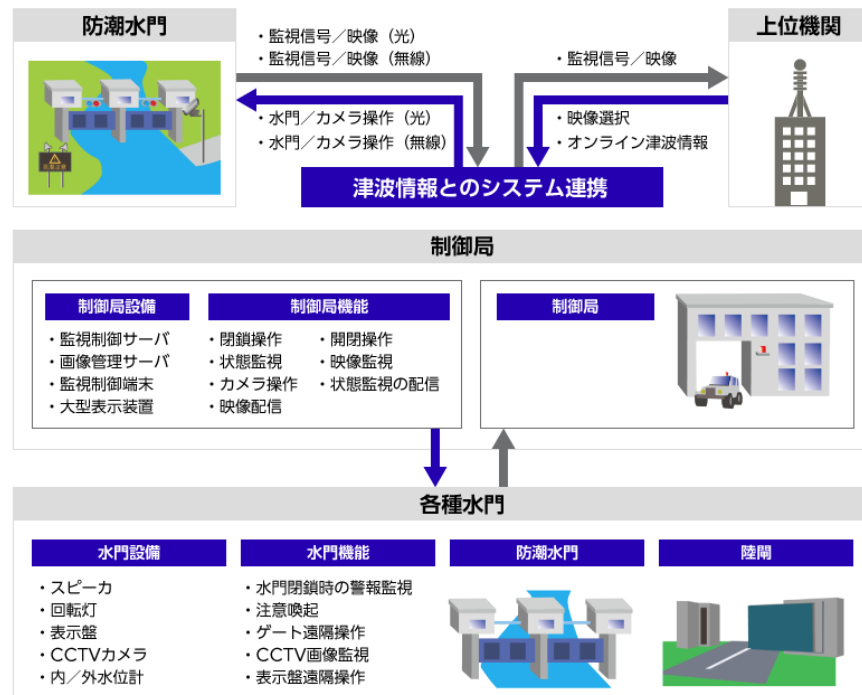 防潮水門
・監視信号／映像（光）
・監視信号／映像（無線）
・水門／カメラ操作（光）
・水門／カメラ操作（無線）
・監視信号／映像
・映像選択
・オンライン津波情報
上位機関
津波情報とのシステム連携
制御局
制御局設備
・監視制御サーバ
・画像管理サーバ
・監視制御端末
・大型表示装置
制御局機能
・閉鎖操作
・状態監視
・カメラ操作
・映像配信
・開閉操作
・映像監視
・状態監視の配信
制御局
各種水門
水門設備
・スピーカ
・回転灯
・表示盤
・CCTVカメラ
・内／外水位計
水門機能
・水門閉鎖時の警報監視
・注意喚起
・ゲート遠隔操作
・CCTV画像監視
・表示盤遠隔操作
防潮水門
陸閘